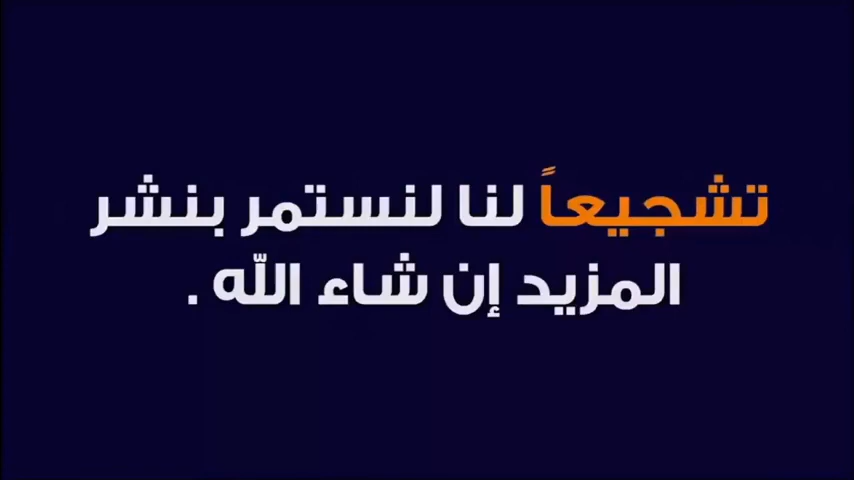 تشجيعاً لنا لنستمر بنشر
المزيد إن شاء الله .